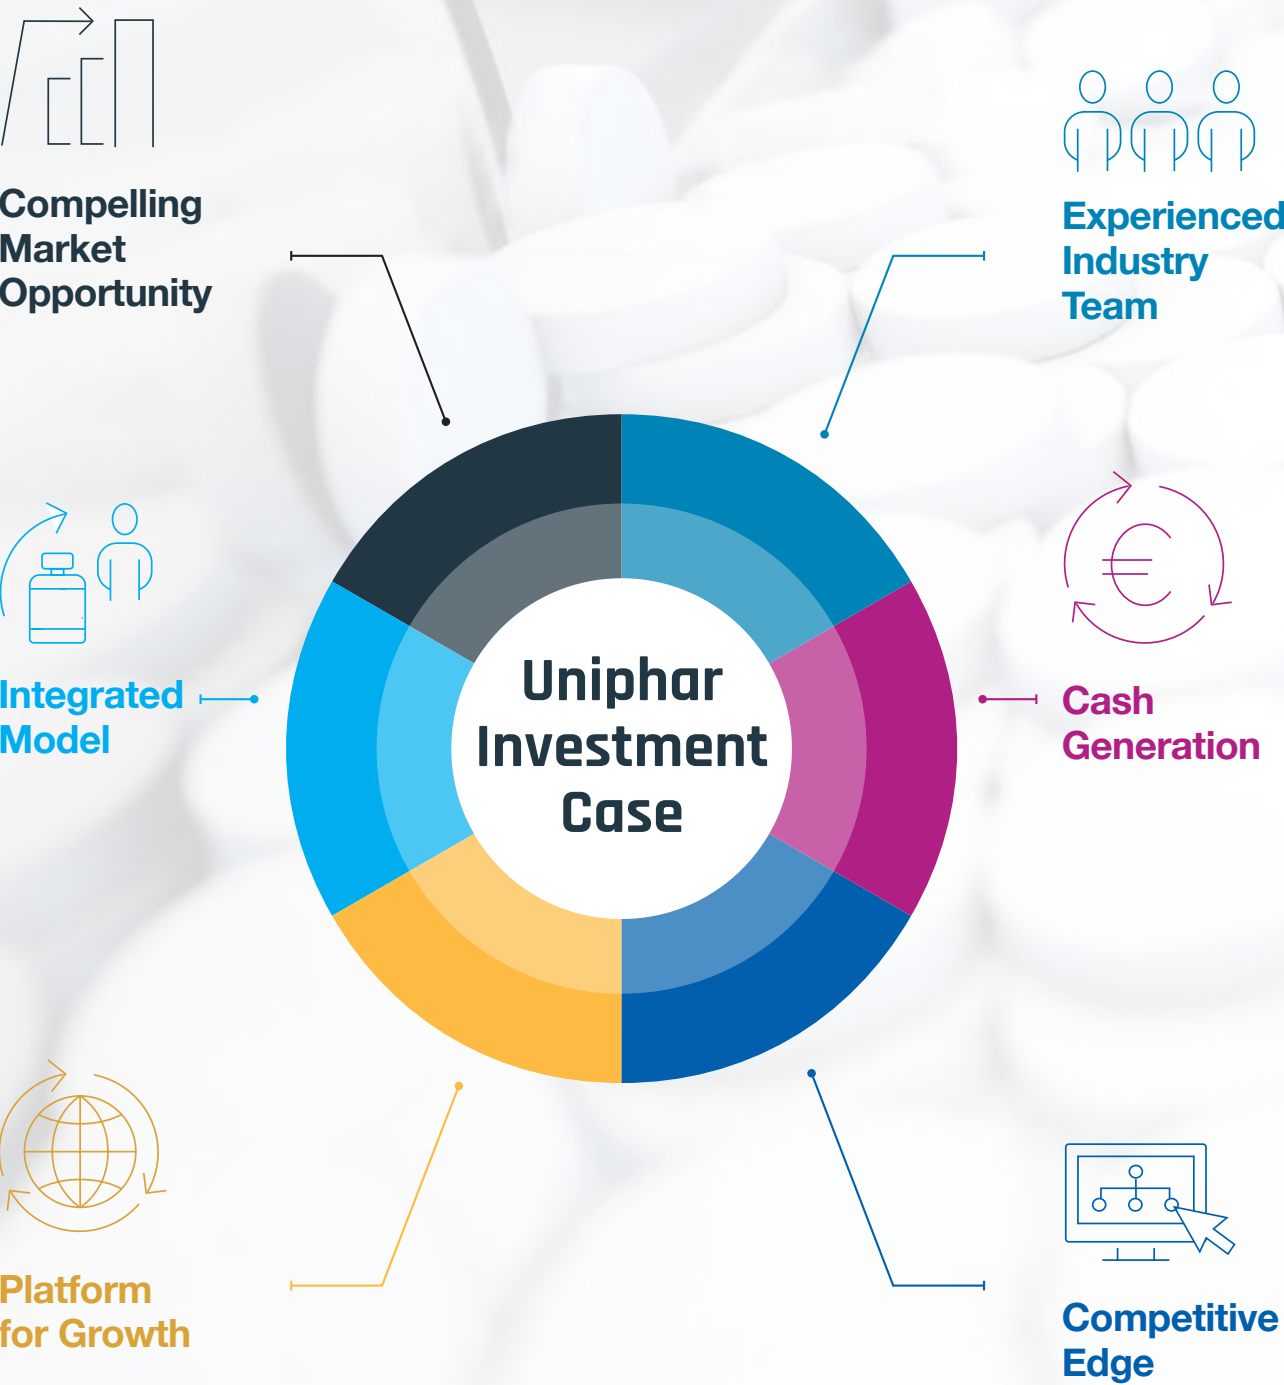 Compelling
Market
Opportunity
Experienced
Industry
Team
Integrated
Model
Uniphar
Investment
Case
Cash
Generation
Platform
for Growth
Competitive
Edge